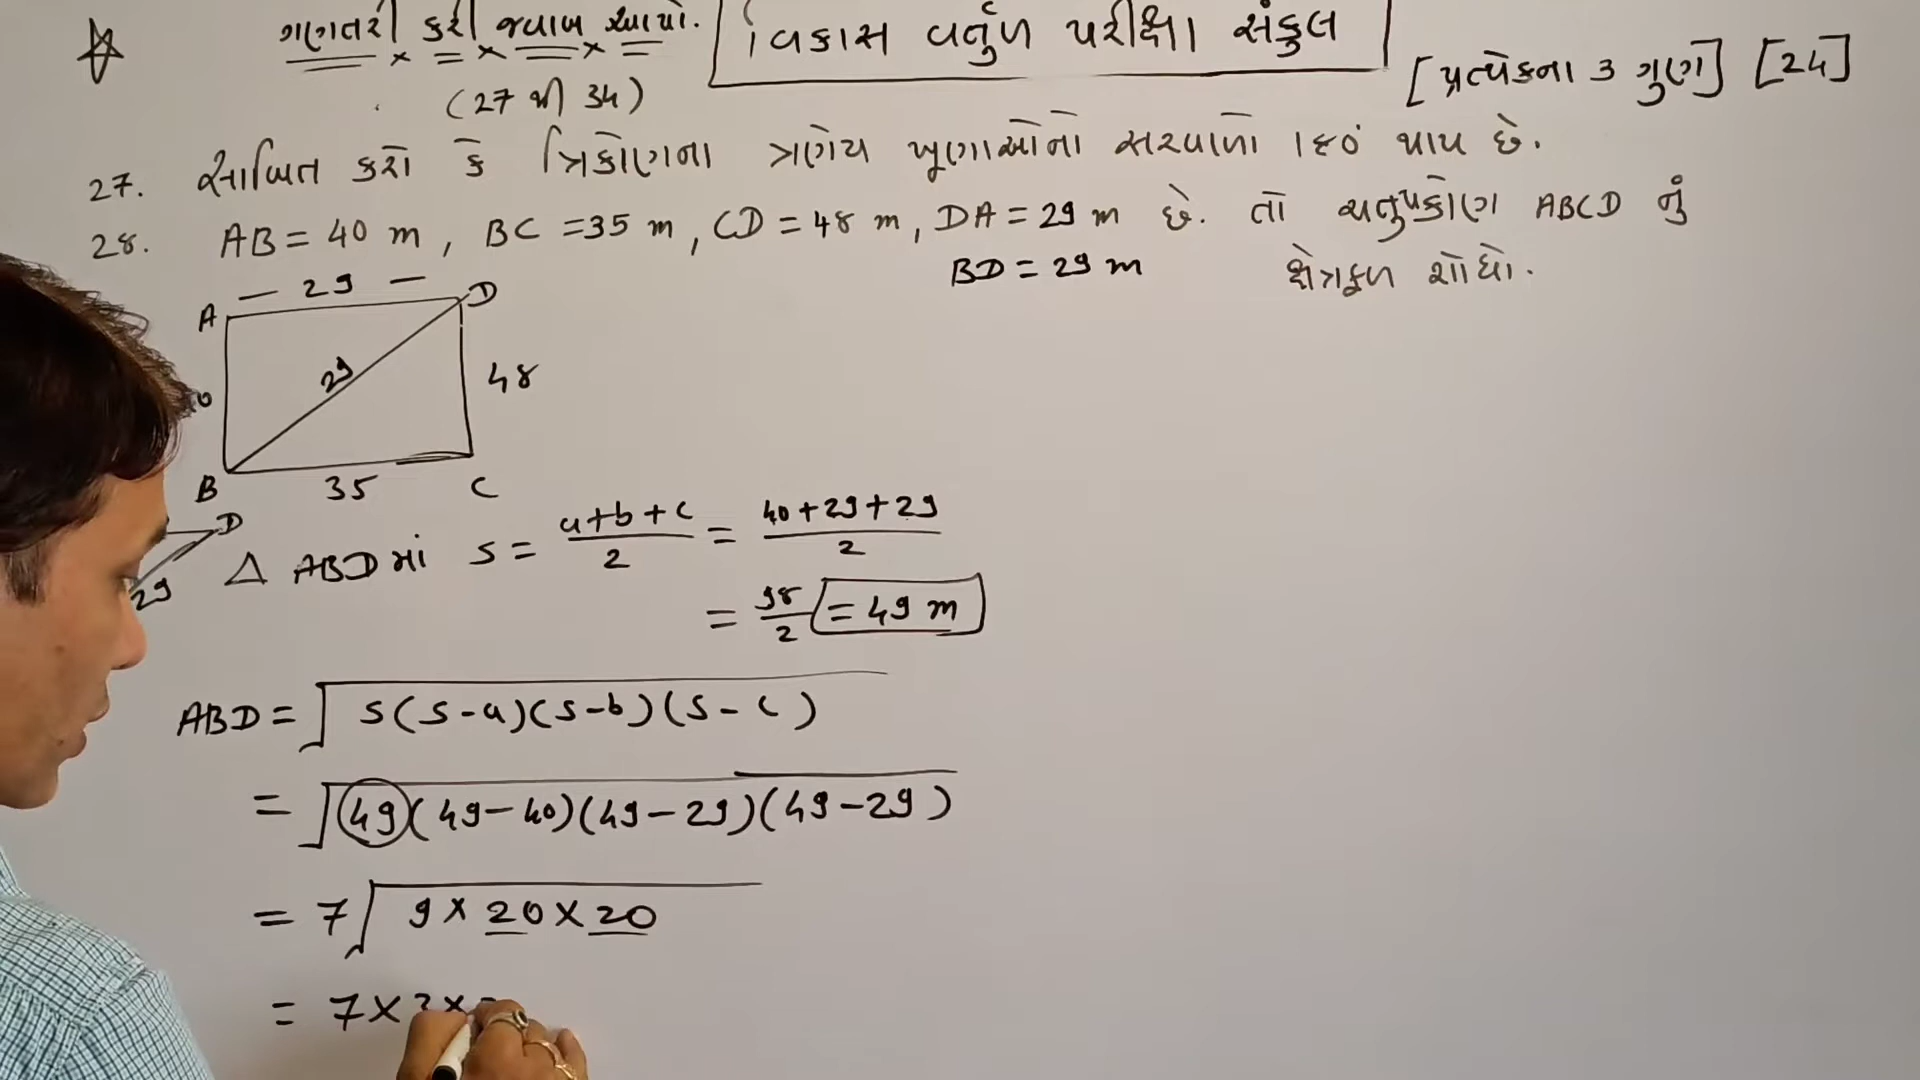 ગણતરી કરી જવાબ આપો.
(27 થી 34)
વિકાસ વર્તુળ પરીક્ષા સંકુલ
[પ્રત્યેકના 3 ગુણ] [24]
27. સાબિત કરો કે ત્રિકોણના ત્રણેય ખૂણાઓનો સરવાળો 180° થાય છે.
28. AB = 40 m, BC = 35 m, CD = 48 m, DA = 29 m છે. તો ચતુષ્કોણ ABCD નું
BD = 29 m ક્ષેત્રફળ શોધો.
A — 29 — D
29 48
B 35 C
D
29
△ ABD માં s = a+b+c/2 = 40+29+29/2
= 98/2 = 49 m
ABD = √s(s-a)(s-b)(s-c)
= √49(49-40)(49-29)(49-29)
= 7√9×20×20
= 7×3×